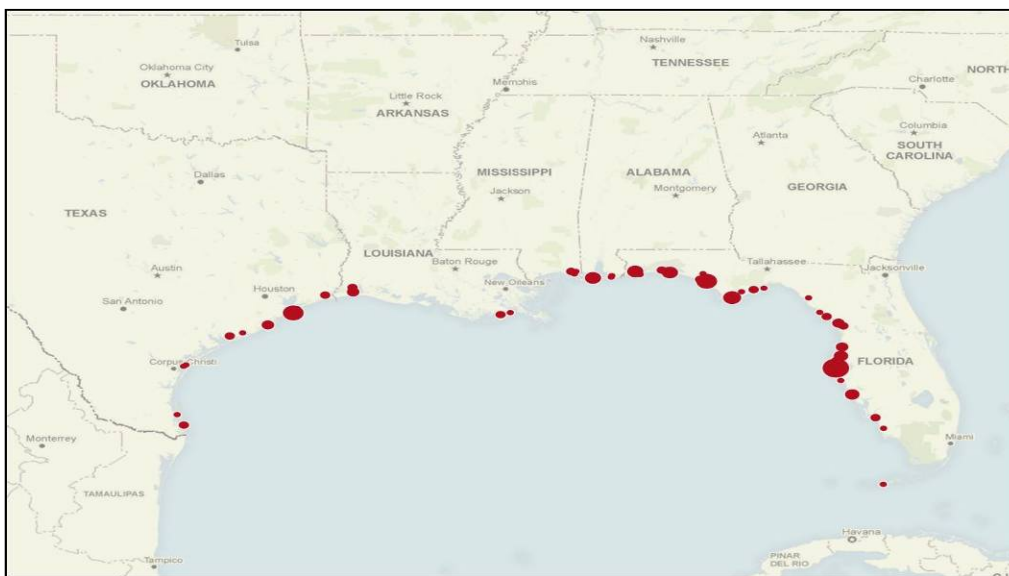 Nashville
Tulsa
TENNESSEE
Oklahoma City
OKLAHOMA
NORTH
Memphis
Charlotte
Little Rock
ARKANSAS
Atlanta
Columbia
SOUTH
CAROLINA
Dallas
MISSISSIPPI
ALABAMA
GEORGIA
Jackson
Montgomery
TEXAS
LOUISIANA
Austin
Baton Rouge
Tallahassee
Jacksonville
Houston
New Orleans
San Antonio
Corpus Christi
FLORIDA
Monterrey
Miami
TAMAULIPAS
Havana
Tampico
PINAR
DEL RIO